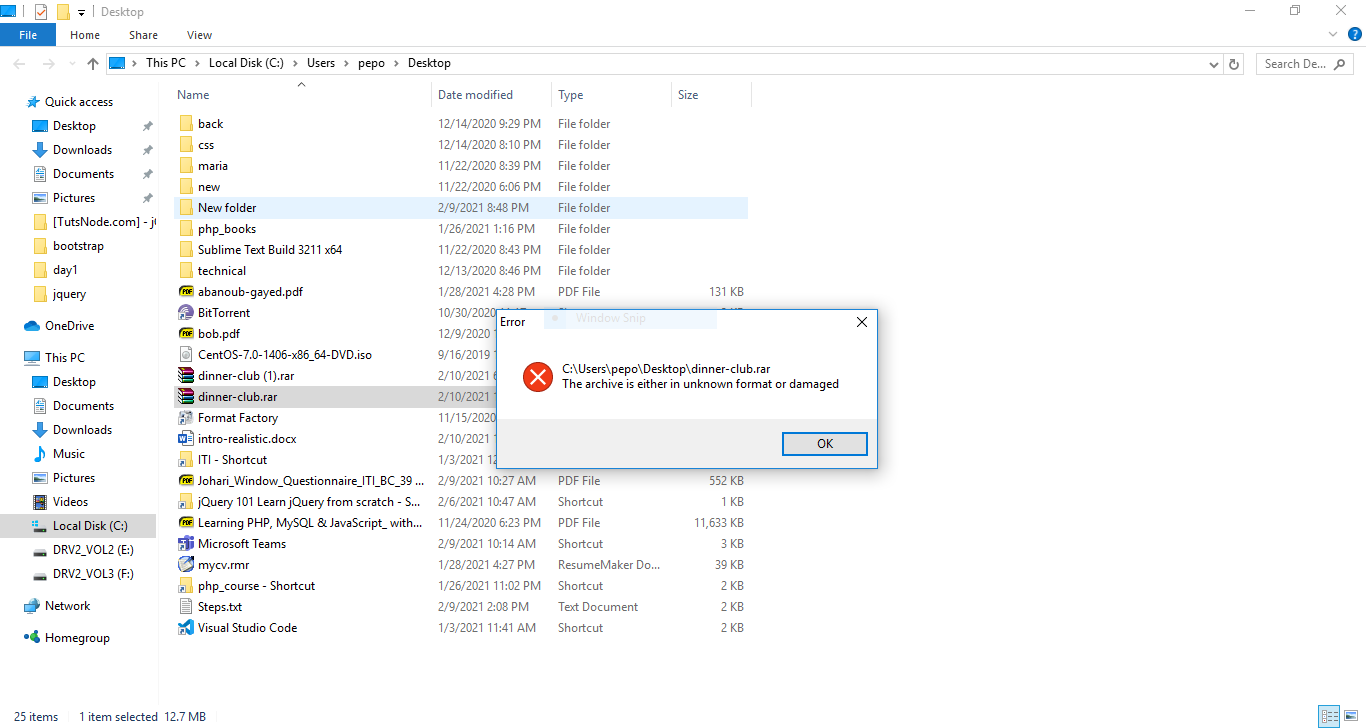 Desktop
File Home Share View
This PC Local Disk (C:) Users pepo Desktop Search De...
Name Date modified Type Size
Quick access
Desktop
Downloads
Documents
Pictures
[TutsNode.com] - j
bootstrap
day1
jquery
OneDrive
This PC
Desktop
Documents
Downloads
Music
Pictures
Videos
Local Disk (C:)
DRV2_VOL2 (E:)
DRV2_VOL3 (F:)
Network
Homegroup
back 12/14/2020 9:29 PM File folder
css 12/14/2020 8:10 PM File folder
maria 11/22/2020 8:39 PM File folder
new 11/22/2020 6:06 PM File folder
New folder 2/9/2021 8:48 PM File folder
php_books 1/26/2021 1:16 PM File folder
Sublime Text Build 3211 x64 11/22/2020 8:43 PM File folder
technical 12/13/2020 8:46 PM File folder
abanoub-gayed.pdf 1/28/2021 4:28 PM PDF File 131 KB
BitTorrent 10/30/2020
bob.pdf 12/9/2020
CentOS-7.0-1406-x86_64-DVD.iso 9/16/2019
dinner-club (1).rar 2/10/2021
dinner-club.rar 2/10/2021
Format Factory 11/15/2020
intro-realistic.docx 2/10/2021
ITI - Shortcut 1/3/2021
Johari_Window_Questionnaire_ITI_BC_39 ... 2/9/2021 10:27 AM PDF File 552 KB
jQuery 101 Learn jQuery from scratch - S... 2/6/2021 10:47 AM Shortcut 1 KB
Learning PHP, MySQL & JavaScript_ with... 11/24/2020 6:23 PM PDF File 11,633 KB
Microsoft Teams 2/9/2021 10:14 AM Shortcut 3 KB
mycv.rmr 1/28/2021 4:27 PM ResumeMaker Do... 39 KB
php_course - Shortcut 1/26/2021 11:02 PM Shortcut 2 KB
Steps.txt 2/9/2021 2:08 PM Text Document 2 KB
Visual Studio Code 1/3/2021 11:41 AM Shortcut 2 KB
Error
Window Snip
C:\Users\pepo\Desktop\dinner-club.rar
The archive is either in unknown format or damaged
OK
25 items 1 item selected 12.7 MB